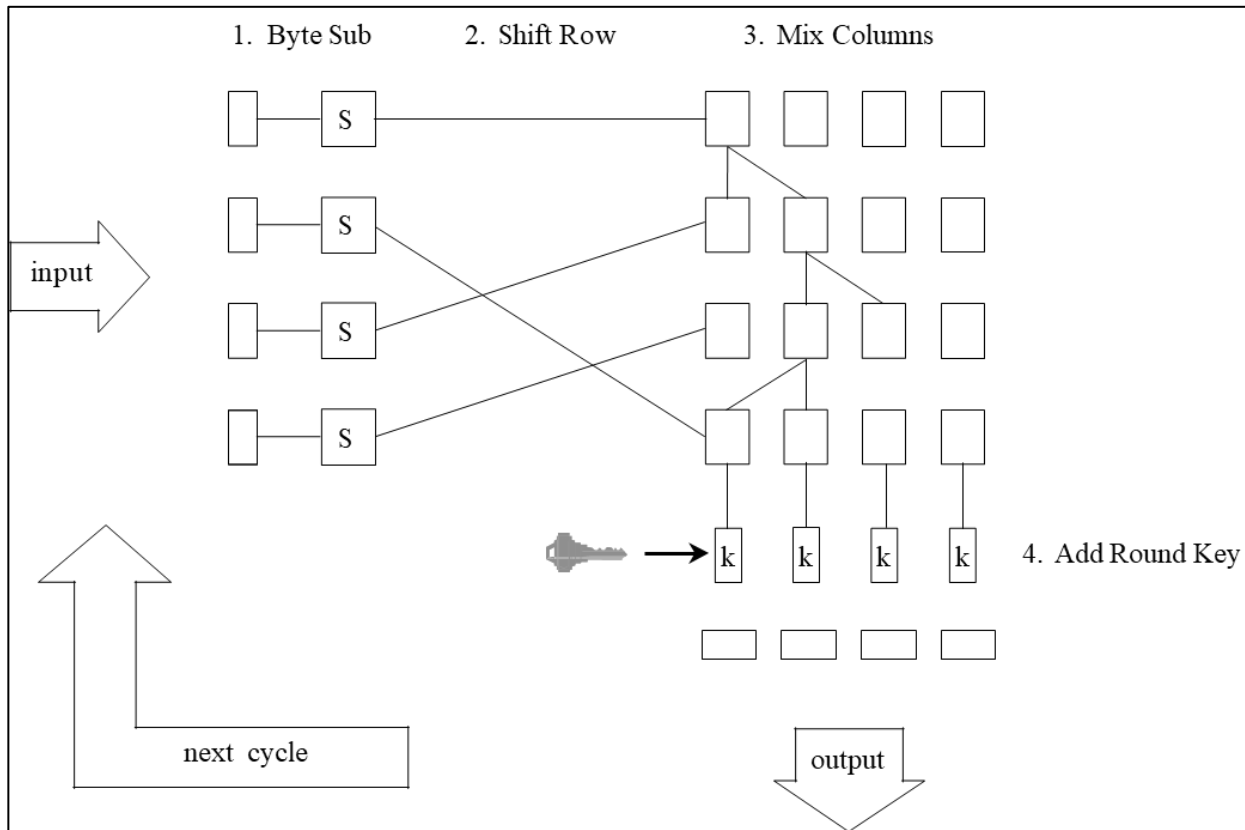 1. Byte Sub
2. Shift Row
3. Mix Columns
S
S
input
S
S
k
k
k
k
4. Add Round Key
next cycle
output